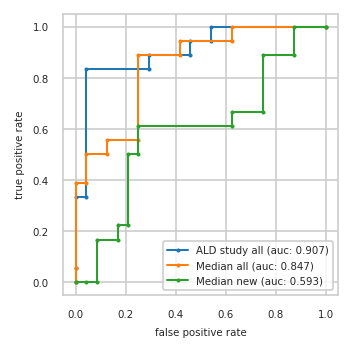 1.0
0.8
0.6
0.4
0.2
0.0
true positive rate
ALD study all (auc: 0.907)
Median all (auc: 0.847)
Median new (auc: 0.593)
0.0 0.2 0.4 0.6 0.8 1.0
false positive rate